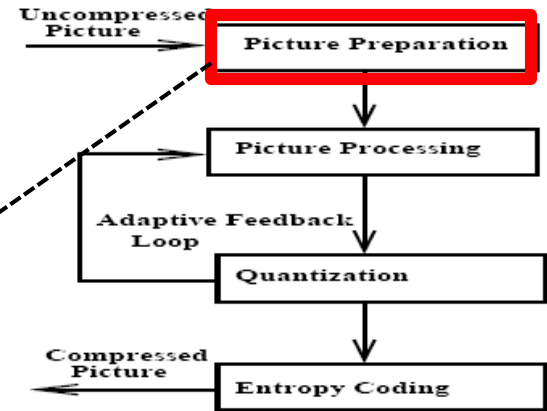 Uncompressed
Picture
Picture Preparation
Picture Processing
Adaptive Feedback
Loop
Quantization
Compressed
Picture
Entropy Coding